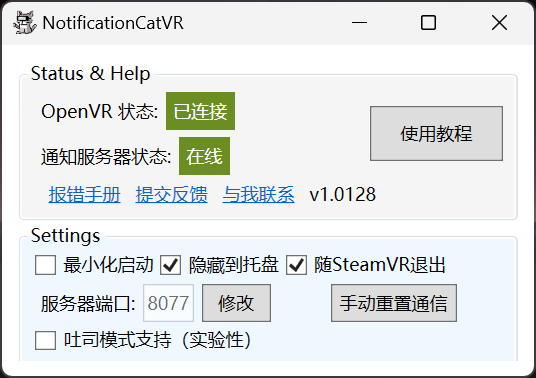 NotificationCatVR
Status & Help
OpenVR 状态: 已连接
使用教程
通知服务器状态: 在线
报错手册 提交反馈 与我联系 v1.0128
Settings
最小化启动 隐藏到托盘 随SteamVR退出
服务器端口: 8077 修改 手动重置通信
吐司模式支持（实验性）